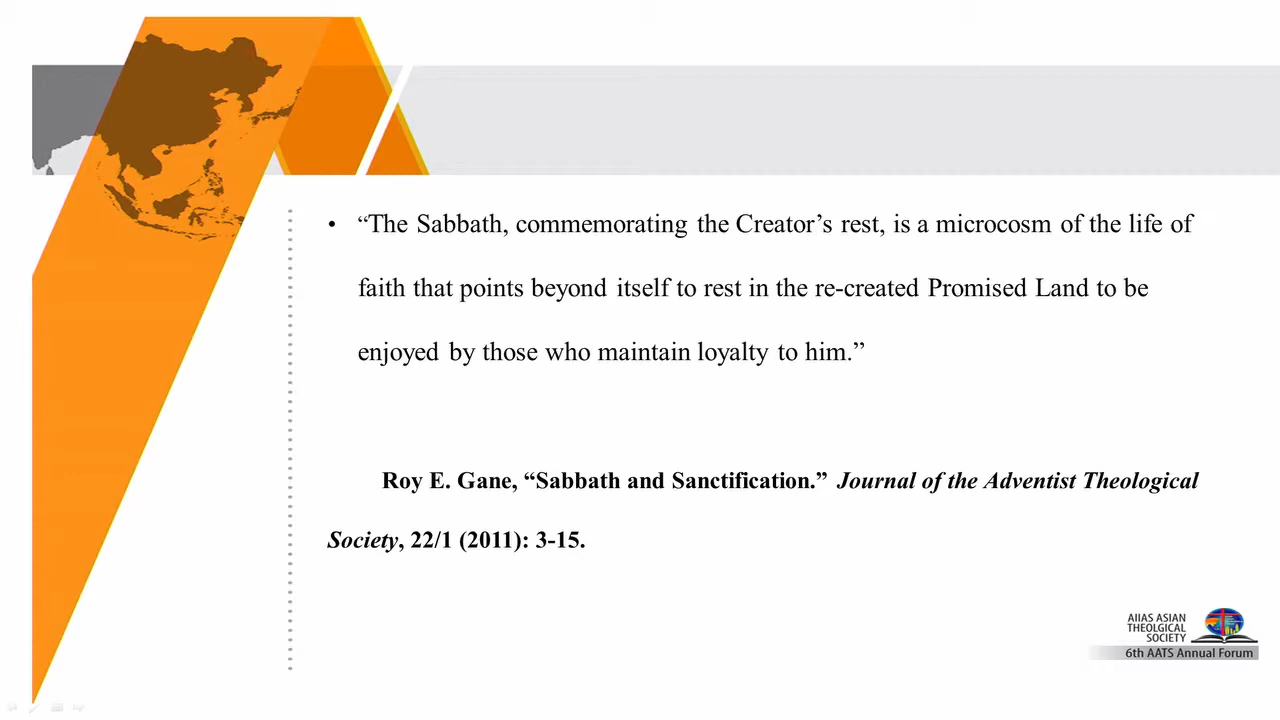 • “The Sabbath, commemorating the Creator’s rest, is a microcosm of the life of
faith that points beyond itself to rest in the re-created Promised Land to be
enjoyed by those who maintain loyalty to him.”
Roy E. Gane, “Sabbath and Sanctification.” Journal of the Adventist Theological
Society, 22/1 (2011): 3-15.
AIIAS ASIAN
THEOLGICAL
SOCIETY
6th AATS Annual Forum